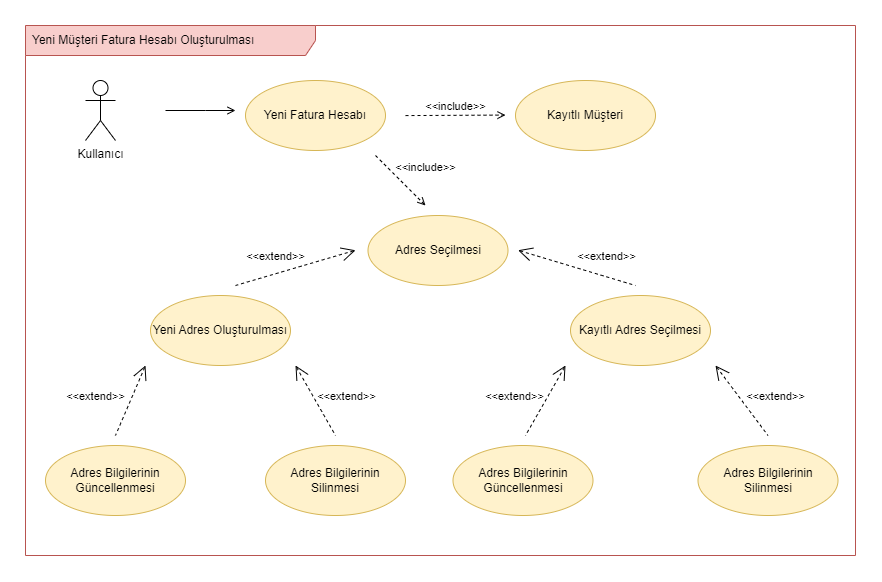 Yeni Müşteri Fatura Hesabı Oluşturulması
Kullanıcı
Yeni Fatura Hesabı
<<include>>
Kayıtlı Müşteri
<<include>>
Adres Seçilmesi
<<extend>>
<<extend>>
Yeni Adres Oluşturulması
Kayıtlı Adres Seçilmesi
<<extend>>
<<extend>>
<<extend>>
<<extend>>
Adres Bilgilerinin
Güncellenmesi
Adres Bilgilerinin
Silinmesi
Adres Bilgilerinin
Güncellenmesi
Adres Bilgilerinin
Silinmesi